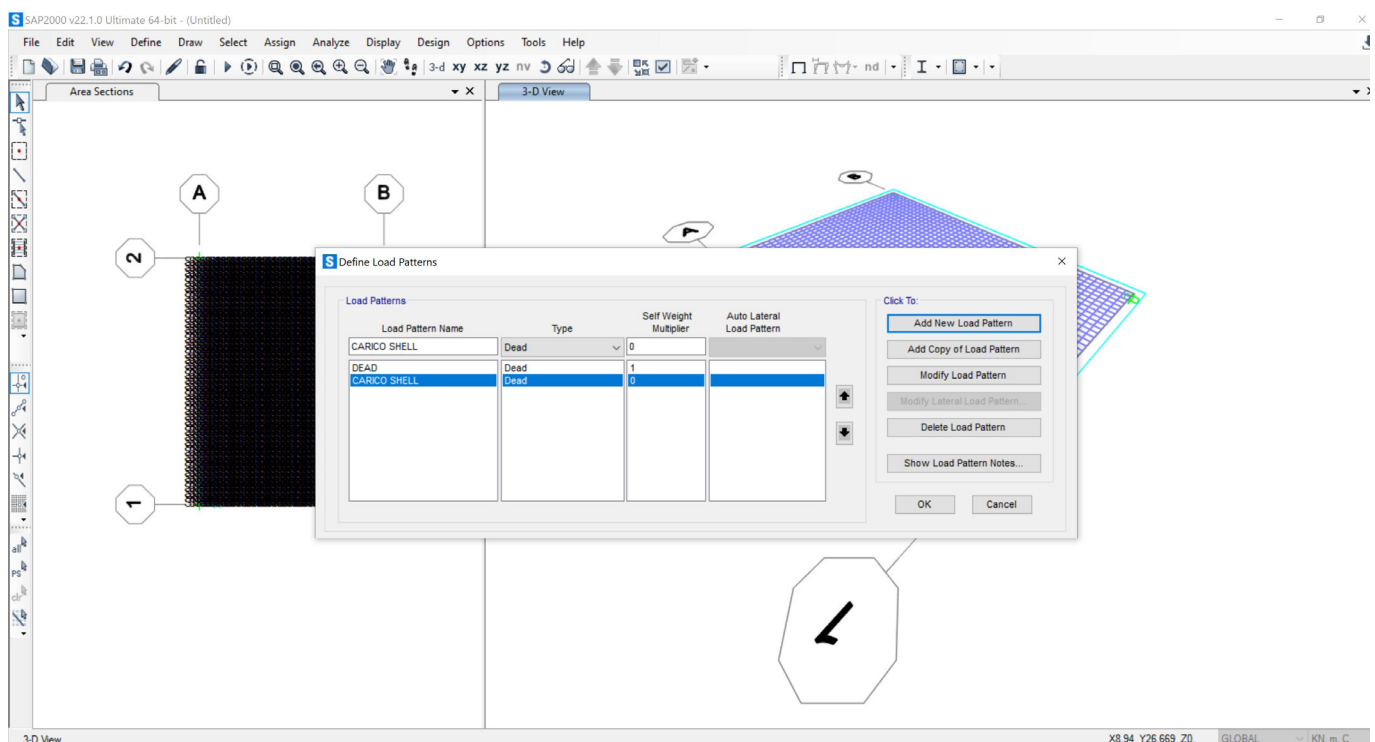 SAP2000 v22.1.0 Ultimate 64-bit - (Untitled)
File Edit View Define Draw Select Assign Analyze Display Design Options Tools Help
3-d xy xz yz nv nd
Area Sections
3-D View
A
B
2
1
Define Load Patterns
Load Patterns
Load Pattern Name Type Self Weight Multiplier Auto Lateral Load Pattern
CARICO SHELL Dead 0
DEAD Dead 1
CARICO SHELL Dead 0
Click To:
Add New Load Pattern
Add Copy of Load Pattern
Modify Load Pattern
Modify Lateral Load Pattern...
Delete Load Pattern
Show Load Pattern Notes...
OK Cancel
all
PS
clr
1
3-D View X8.94 Y26.669 Z0. GLOBAL KN, m, C